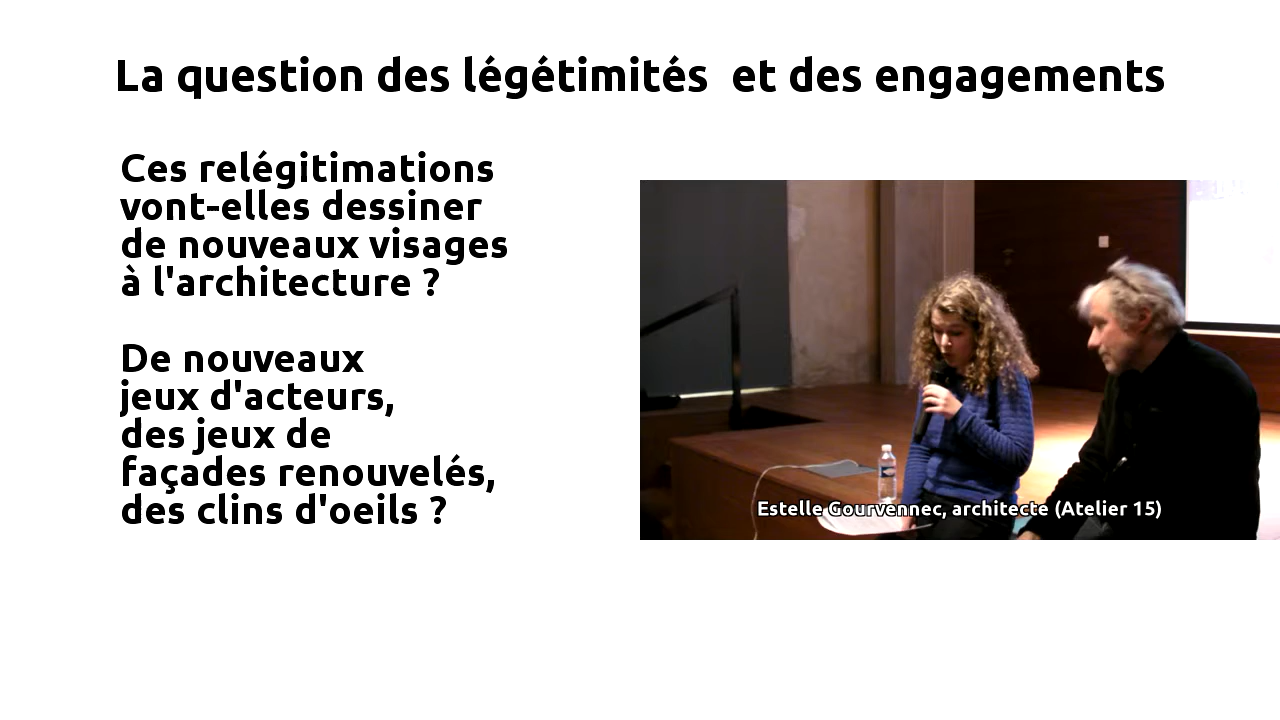 La question des légétimités  et des engagements
Ces relégitimations
vont-elles dessiner
de nouveaux visages
à l'architecture ?
De nouveaux
jeux d'acteurs,
des jeux de
façades renouvelés,
des clins d'oeils ?
Estelle Gourvennec, architecte (Atelier 15)